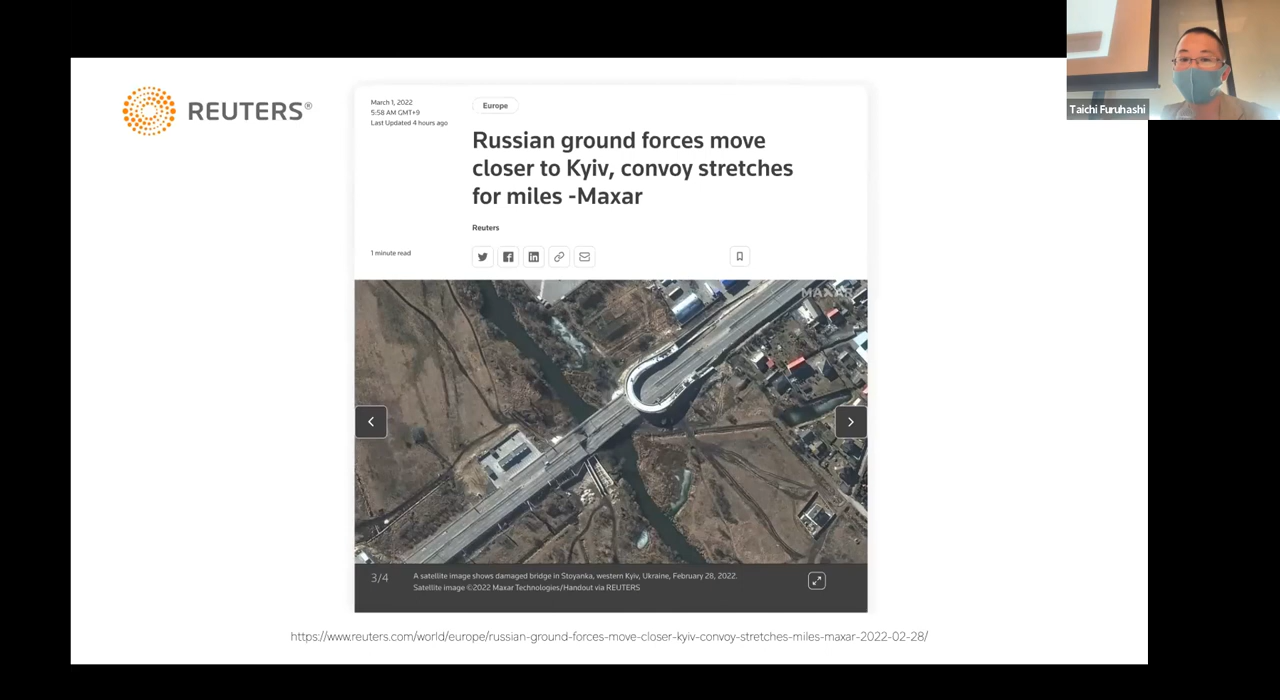 Taichi Furuhashi
REUTERS®
March 1, 2022
5:58 AM GMT+9
Last Updated 4 hours ago
Europe
Russian ground forces move
closer to Kyiv, convoy stretches
for miles -Maxar
Reuters
1 minute read
MAXAR
3/4
A satellite image shows damaged bridge in Stoyanka, western Kyiv, Ukraine, February 28, 2022.
Satellite image ©2022 Maxar Technologies/Handout via REUTERS
https://www.reuters.com/world/europe/russian-ground-forces-move-closer-kyiv-convoy-stretches-miles-maxar-2022-02-28/